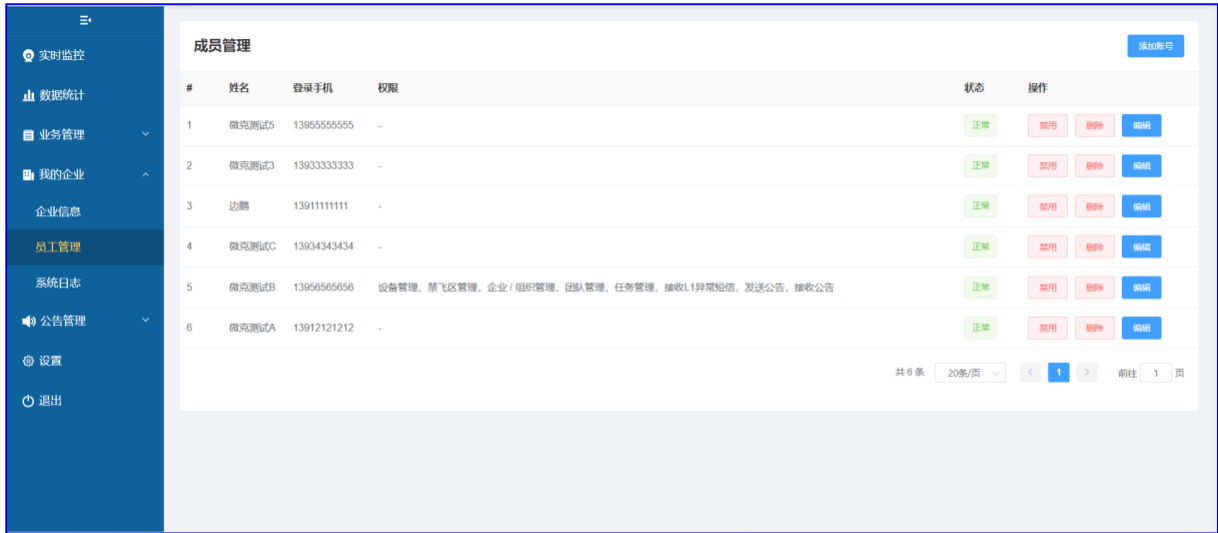 实时监控
数据统计
业务管理
我的企业
企业信息
员工管理
系统日志
公告管理
设置
退出
成员管理
添加账号
# 姓名 登录手机 权限 状态 操作
1 微克测试5 13955555555 - 正常 禁用 删除 编辑
2 微克测试3 13933333333 - 正常 禁用 删除 编辑
3 边鹏 13911111111 - 正常 禁用 删除 编辑
4 微克测试C 13934343434 - 正常 禁用 删除 编辑
5 微克测试B 13956565656 设备管理，禁飞区管理，企业 / 组织管理，团队管理，任务管理，接收L1异常短信，发送公告，接收公告 正常 禁用 删除 编辑
6 微克测试A 13912121212 - 正常 禁用 删除 编辑
共 6 条 20条/页 < 1 > 前往 1 页